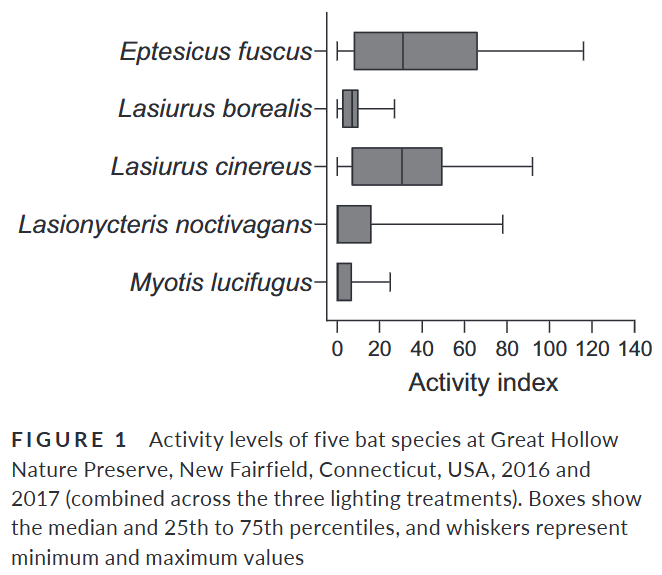 Eptesicus fuscus
Lasiurus borealis
Lasiurus cinereus
Lasionycteris noctivagans
Myotis lucifugus
0 20 40 60 80 100 120 140
Activity index
FIGURE 1 Activity levels of five bat species at Great Hollow
Nature Preserve, New Fairfield, Connecticut, USA, 2016 and
2017 (combined across the three lighting treatments). Boxes show
the median and 25th to 75th percentiles, and whiskers represent
minimum and maximum values